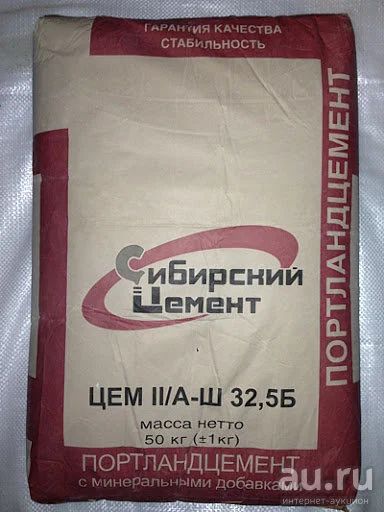 ГАРАНТИЯ КАЧЕСТВА
СТАБИЛЬНОСТЬ
ПОРТЛАНДЦЕМЕНТ
Сибирский
Цемент
ЦЕМ II/А-Ш 32,5Б
масса нетто
50 кг (±1кг)
ПОРТЛАНДЦЕМЕНТ
с минеральными добавками
au.ru
интернет-аукцион